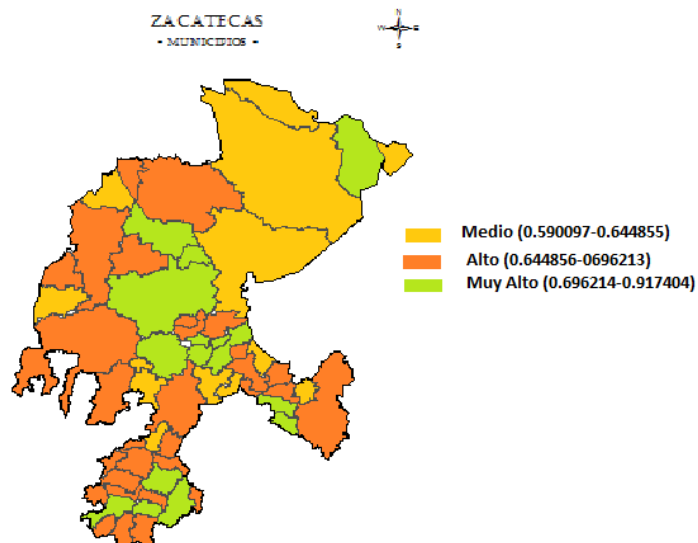 ZACATECAS
- MUNICIPIOS -
N
W E
S
Medio (0.590097-0.644855)
Alto (0.644856-0696213)
Muy Alto (0.696214-0.917404)